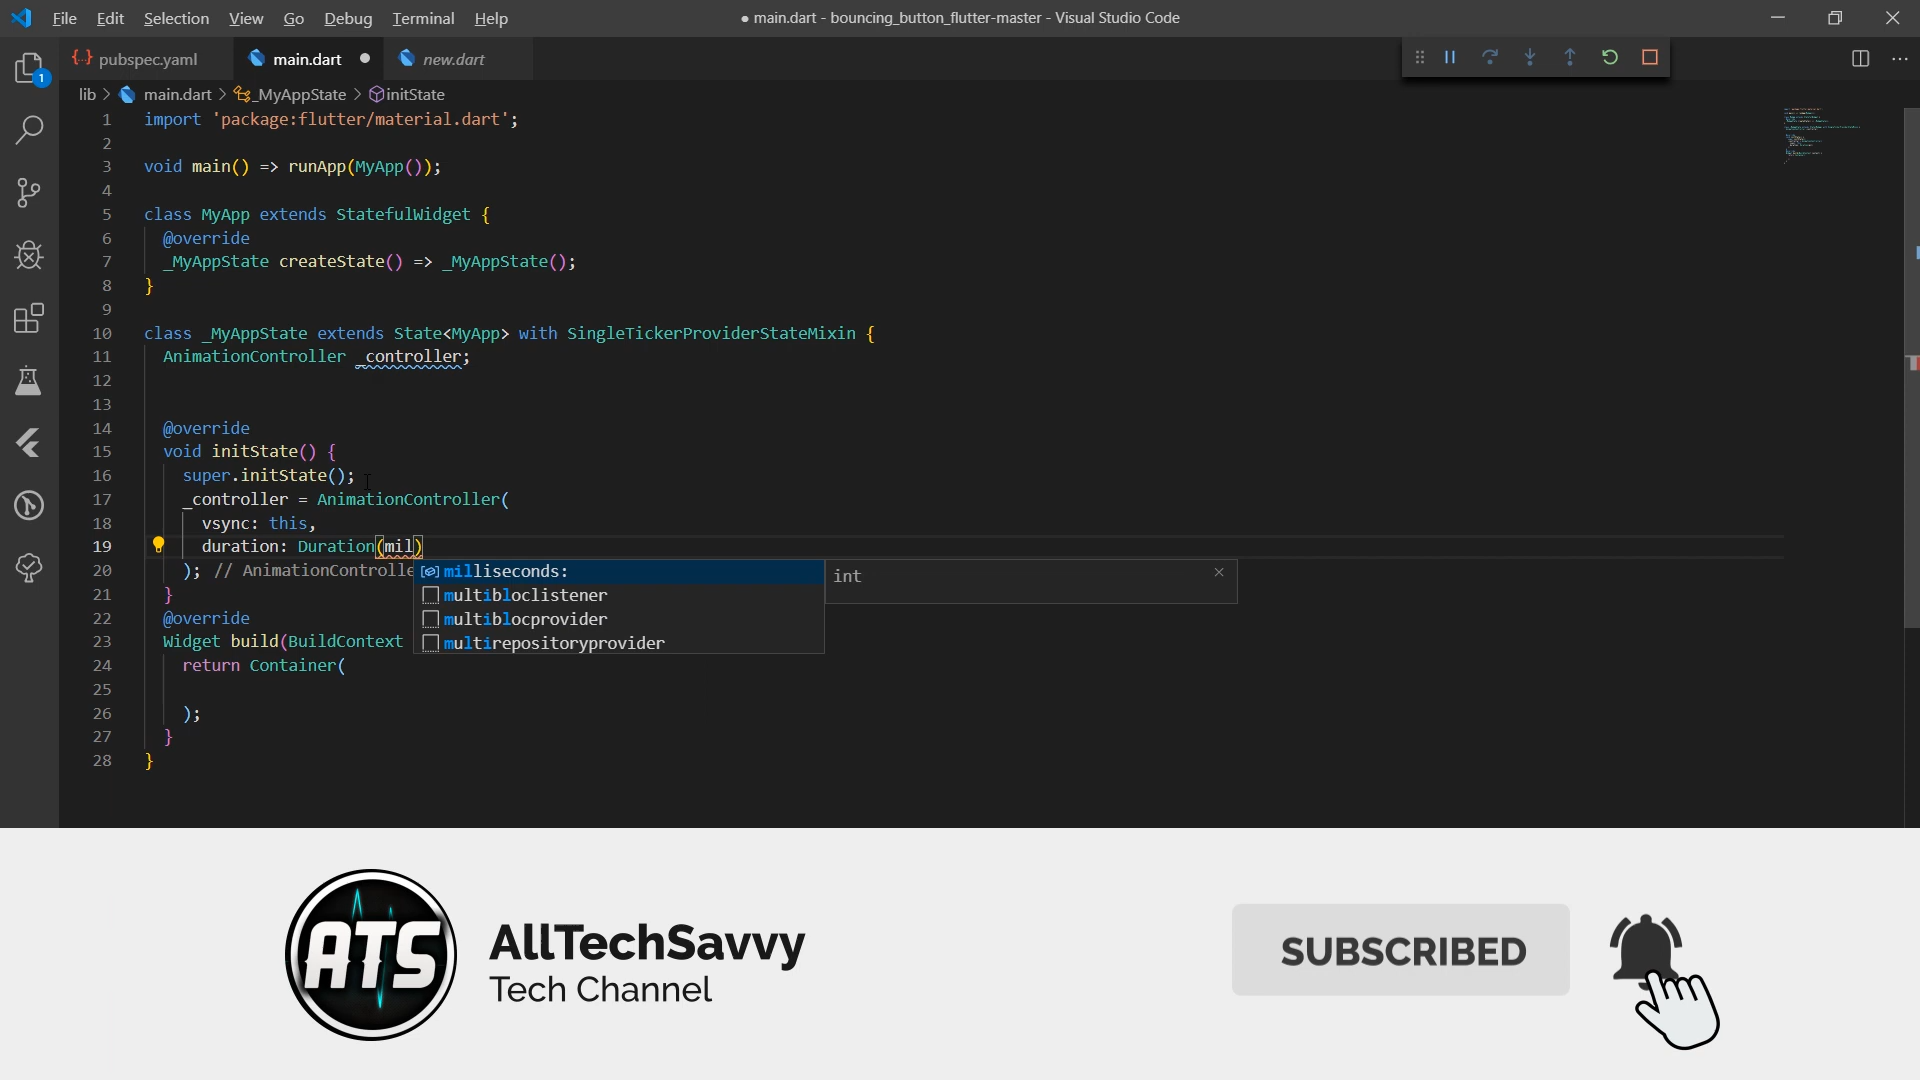 File Edit Selection View Go Debug Terminal Help
● main.dart - bouncing_button_flutter-master - Visual Studio Code
1
{..} pubspec.yaml
main.dart ●
new.dart
lib > main.dart > _MyAppState > initState
1 import 'package:flutter/material.dart';
2
3 void main() => runApp(MyApp());
4
5 class MyApp extends StatefulWidget {
6 @override
7 _MyAppState createState() => _MyAppState();
8 }
9
10 class _MyAppState extends State<MyApp> with SingleTickerProviderStateMixin {
11 AnimationController _controller;
12
13
14 @override
15 void initState() {
16 super.initState();
17 _controller = AnimationController(
18 vsync: this,
19 duration: Duration(mil)
20 ); // AnimationControlle
21 }
22 @override
23 Widget build(BuildContext
24 return Container(
25
26 );
27 }
28 }
milliseconds:
multibloclistener
multiblocprovider
multirepositoryprovider
int
ATS
AllTechSavvy
Tech Channel
SUBSCRIBED